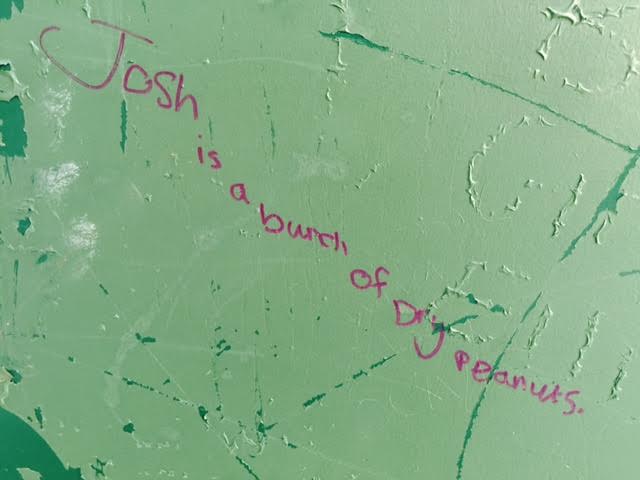 Josh is a bunch of Dry Peanuts.